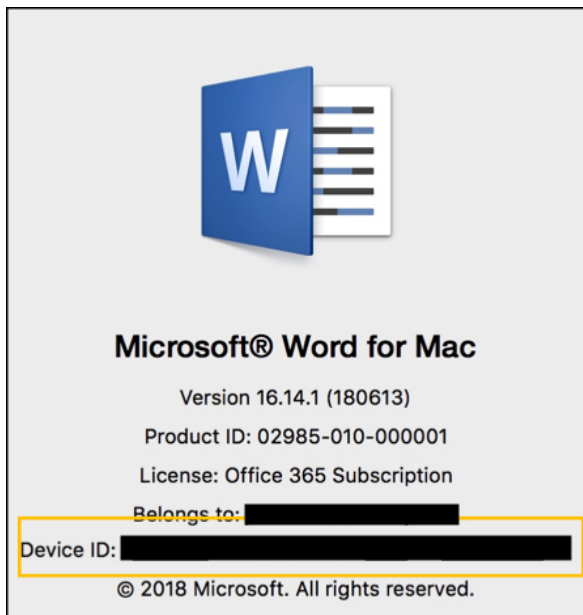 W
Microsoft® Word for Mac
Version 16.14.1 (180613)
Product ID: 02985-010-000001
License: Office 365 Subscription
Belongs to:
Device ID:
© 2018 Microsoft. All rights reserved.